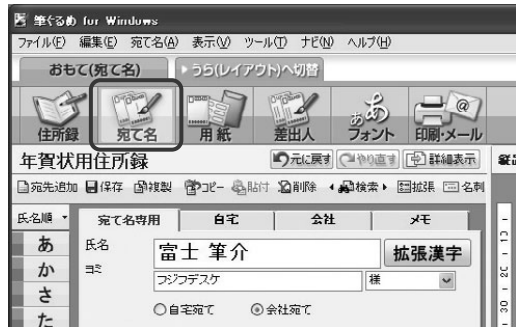 筆ぐるめ for Windows
ファイル(F) 編集(E) 宛て名(A) 表示(V) ツール(T) ナビ(N) ヘルプ(H)
おもて(宛て名) うら(レイアウト)へ切替
住所録 宛て名 用紙 差出人 フォント 印刷・メール
年賀状用住所録 元に戻す やり直す 詳細表示
宛先追加 保存 複製 コピー 貼付 削除 検索 拡張 名刺
氏名順 宛て名専用 自宅 会社 メモ
あ 氏名 富士 筆介 拡張漢字
か ヨミ フジフデスケ 様
さ 自宅宛て 会社宛て
た